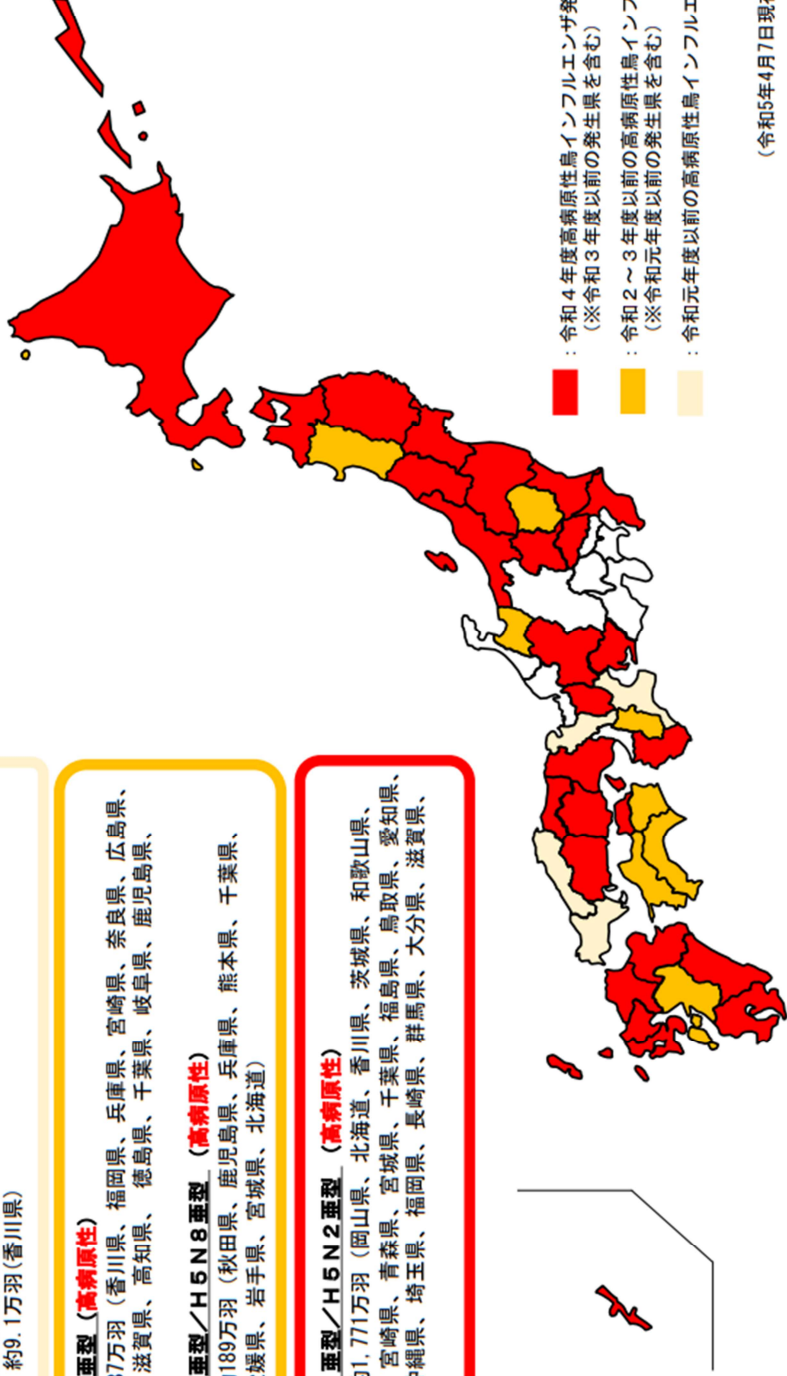 約9.1万羽(香川県)
亜型(高病原性)
87万羽(香川県、福岡県、兵庫県、宮崎県、奈良県、広島県、
滋賀県、高知県、徳島県、千葉県、岐阜県、鹿児島県、
亜型/H5N8亜型 (高病原性)
189万羽(秋田県、鹿児島県、兵庫県、熊本県、千葉県、
媛県、岩手県、宮城県、北海道)
亜型/H5N2亜型 (高病原性)
1,771万羽(岡山県、北海道、香川県、茨城県、和歌山県、
宮崎県、青森県、宮城県、千葉県、福島県、鳥取県、愛知県、
縄県、埼玉県、福岡県、長崎県、群馬県、大分県、滋賀県、
:令和4年度高病原性鳥インフルエンザ発
(※令和3年度以前の発生県を含む)
:令和2~3年度以前の高病原性鳥インフ
(※令和元年度以前の発生県を含む)
:令和元年度以前の高病原性鳥インフルエ
(令和5年4月7日現在